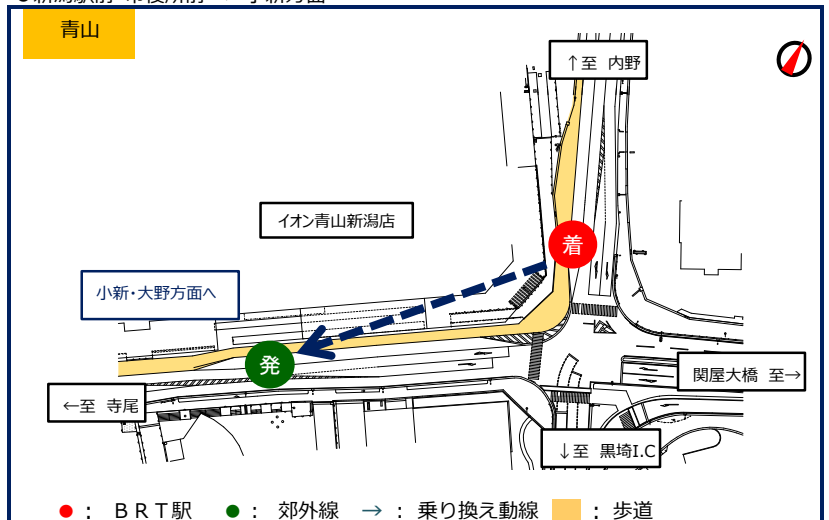 青山
↑至 内野
イオン青山新潟店
着
小新・大野方面へ
発
関屋大橋 至→
←至 寺尾
↓至 黒埼I.C
●： ＢＲＴ駅 ●： 郊外線 →：乗り換え動線 ：歩道